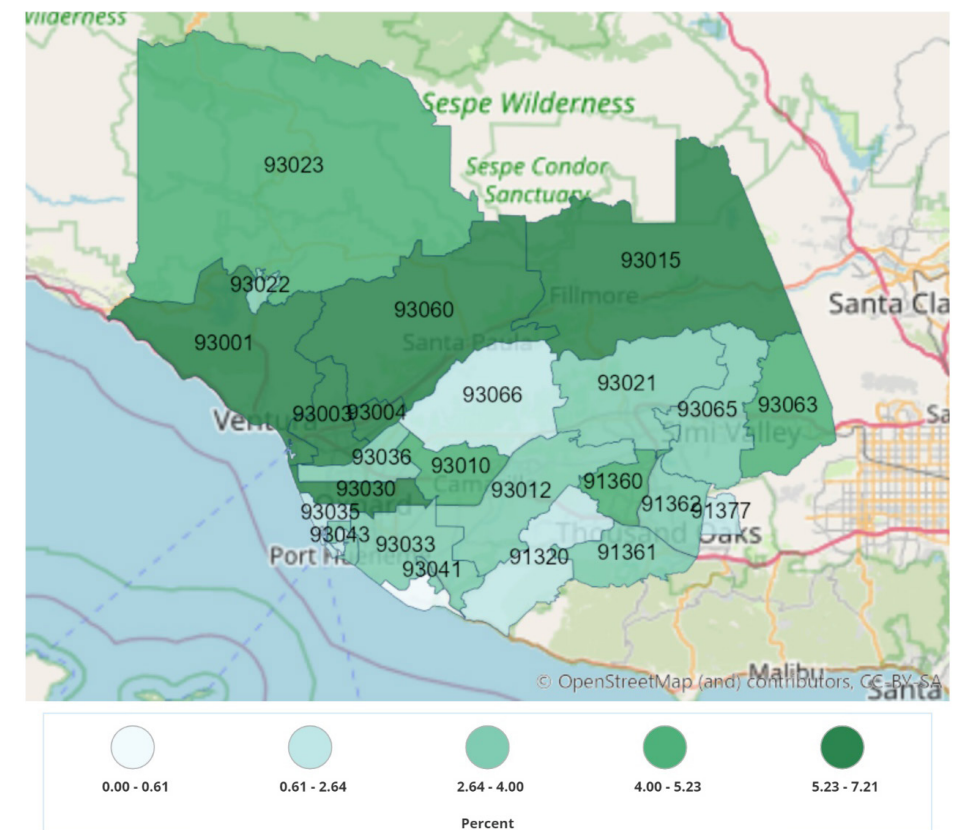 Wilderness
Sespe Wilderness
93023
Sespe Condor
Sanctuary
93015
93022
Fillmore
Santa Cla
93060
93001
Santa Paula
93021
93066
93003
93004
93065
93063
Ventura
Sa
Simi Valley
93036
93010
91360
Camarillo
93030
93012
Oxnard
91362
91377
93035
93043
Thousand Oaks
93033
Port Hueneme
91320
91361
93041
Malibu
© OpenStreetMap (and) contributors, CC-BY-SA
Santa
0.00 - 0.61
0.61 - 2.64
2.64 - 4.00
4.00 - 5.23
5.23 - 7.21
Percent